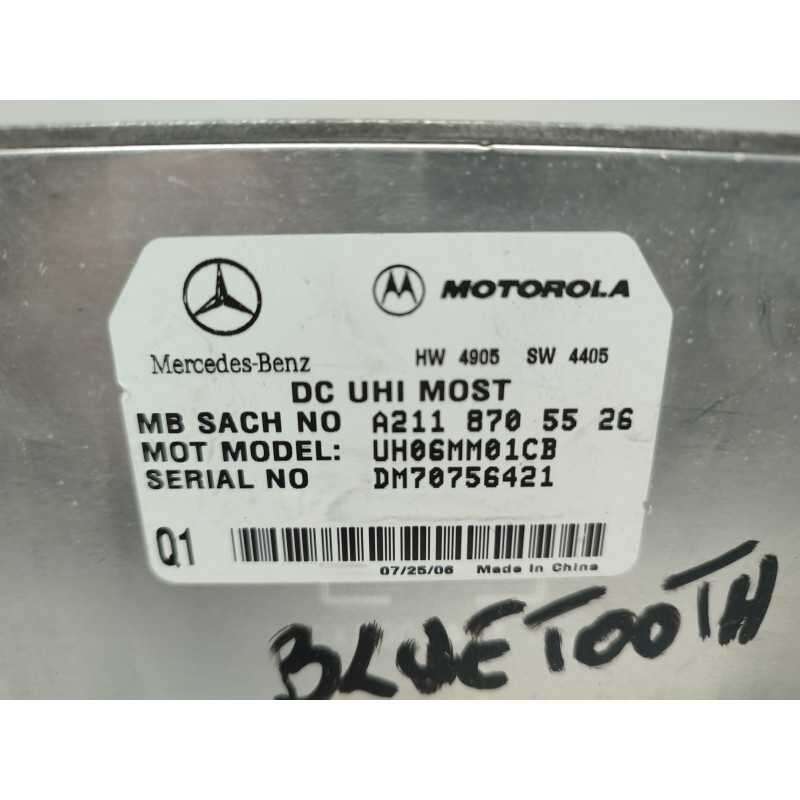 MOTOROLA
Mercedes-Benz
HW 4905 SW 4405
DC UHI MOST
MB SACH NO A211 870 55 26
MOT MODEL: UH06MM01CB
SERIAL NO DM70756421
Q1
07/25/06 Made In China
BLUETOOTH